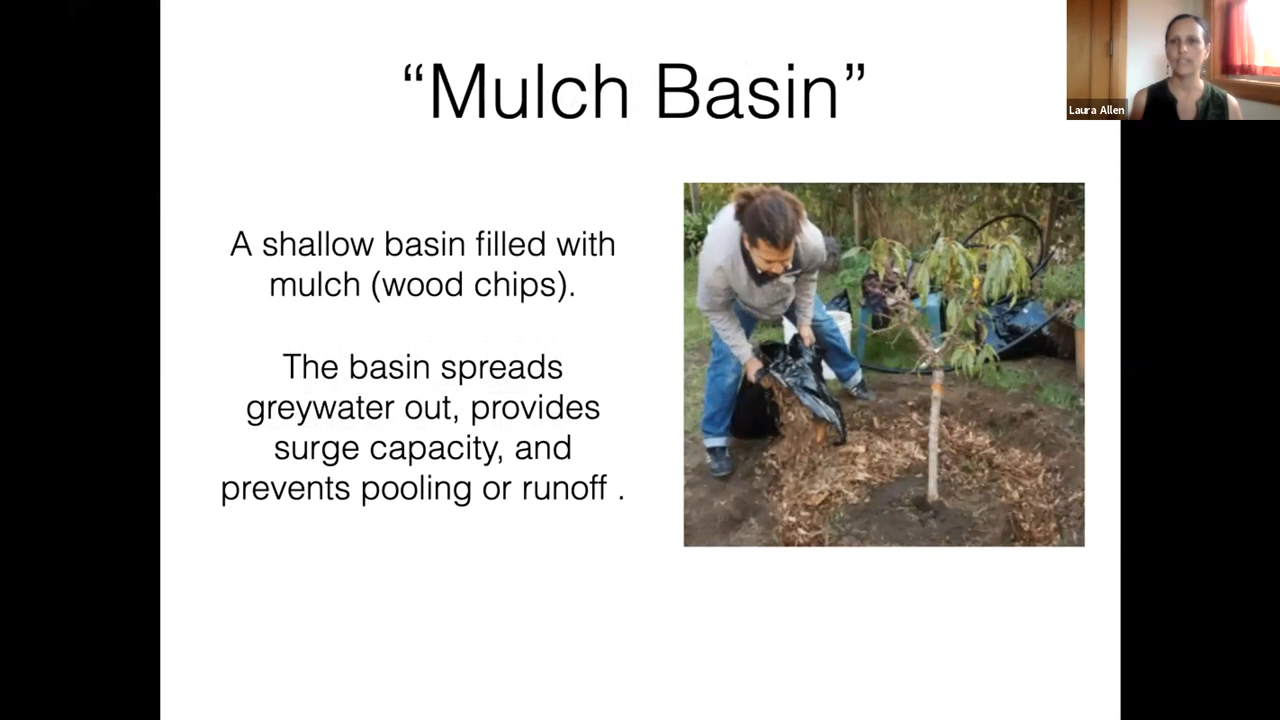 “Mulch Basin”
Laura Allen
A shallow basin filled with
mulch (wood chips).
The basin spreads
greywater out, provides
surge capacity, and
prevents pooling or runoff .